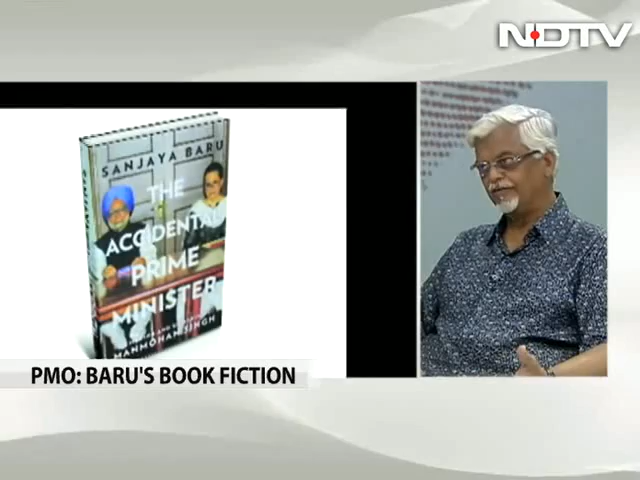 NDTV
SANJAYA BARU
THE
ACCIDENTAL
PRIME
MINISTER
MANMOHAN SINGH
PMO: BARU'S BOOK FICTION